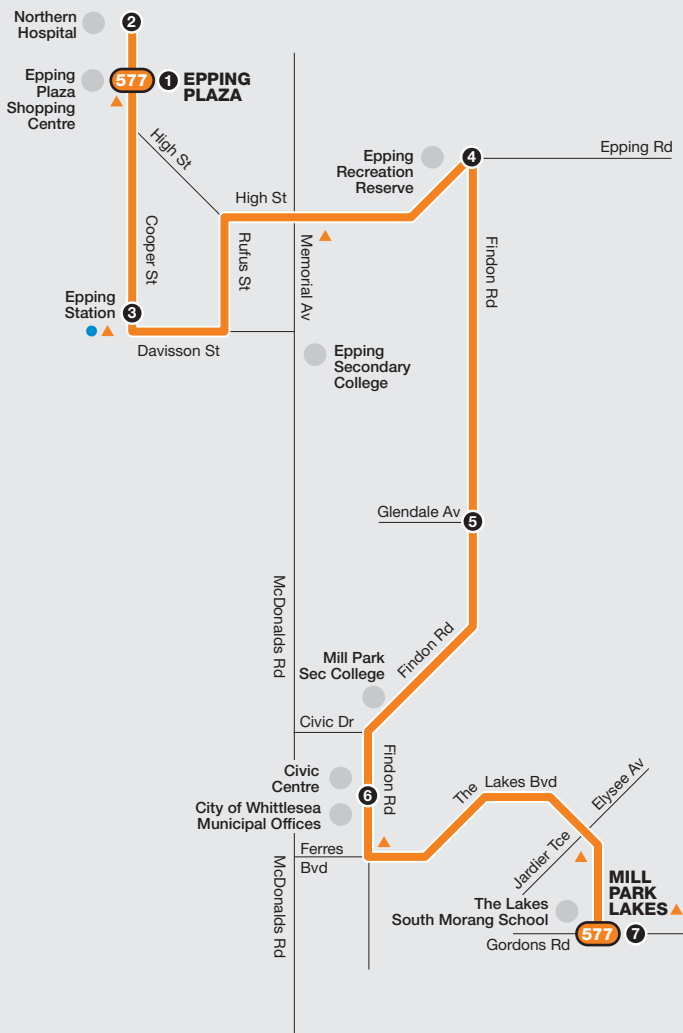 Northern
Hospital
2
Epping
Plaza
Shopping
Centre
577
1
EPPING
PLAZA
High St
Epping
Recreation
Reserve
4
Epping Rd
High St
Cooper St
Rufus St
Memorial Av
Findon Rd
Epping
Station
3
Davisson St
Epping
Secondary
College
Glendale Av
5
McDonalds Rd
Findon Rd
Mill Park
Sec College
Civic Dr
Findon Rd
Civic
Centre
6
City of Whittlesea
Municipal Offices
The Lakes Bvd
Elysee Av
Ferres
Bvd
Jardier Tce
McDonalds Rd
MILL
PARK
LAKES
The Lakes
South Morang School
577
7
Gordons Rd